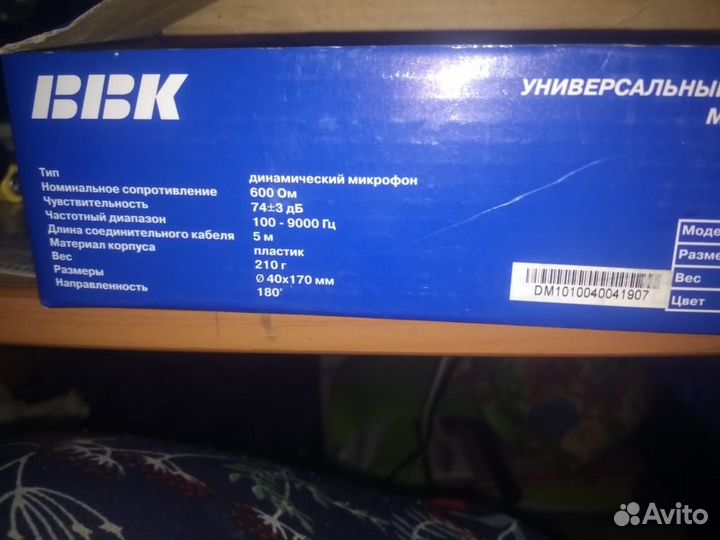 BBK
УНИВЕРСАЛЬНЫЙ
Тип динамический микрофон
Номинальное сопротивление 600 Ом
Чувствительность 74±3 дБ
Частотный диапазон 100 - 9000 Гц
Длина соединительного кабеля 5 м
Материал корпуса пластик
Вес 210 г
Размеры Ø 40x170 мм
Направленность 180°
DM1010040041907
Моде
Разме
Вес
Цвет
Avito